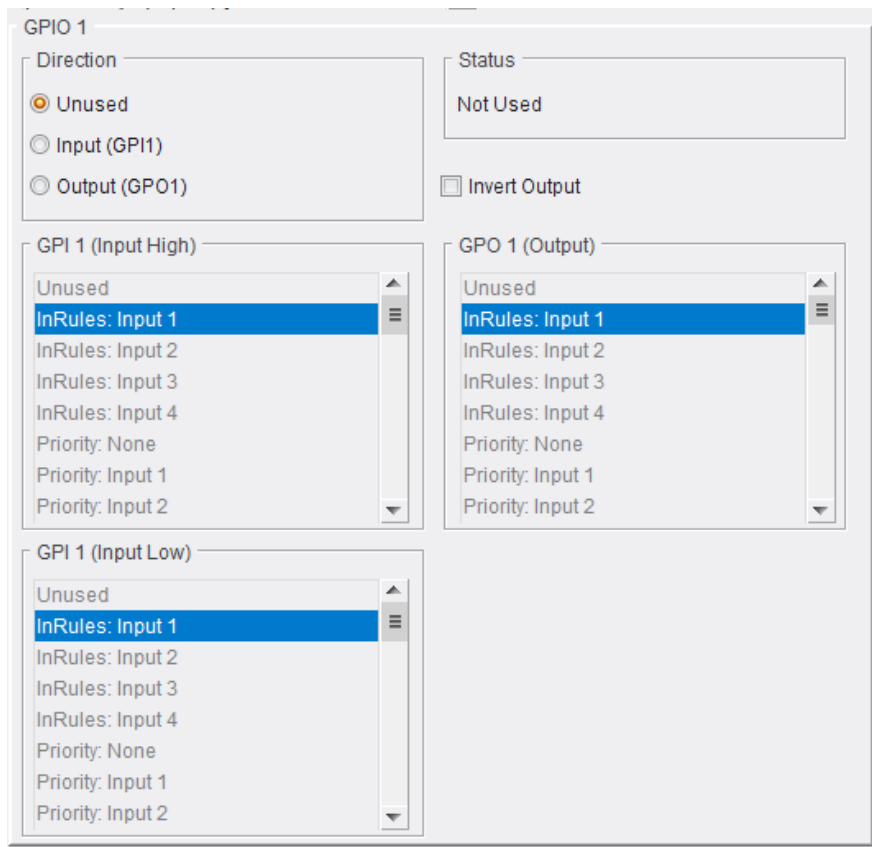 GPIO 1
Direction
Unused
Input (GPI1)
Output (GPO1)
Status
Not Used
Invert Output
GPI 1 (Input High)
Unused
InRules: Input 1
InRules: Input 2
InRules: Input 3
InRules: Input 4
Priority: None
Priority: Input 1
Priority: Input 2
GPO 1 (Output)
Unused
InRules: Input 1
InRules: Input 2
InRules: Input 3
InRules: Input 4
Priority: None
Priority: Input 1
Priority: Input 2
GPI 1 (Input Low)
Unused
InRules: Input 1
InRules: Input 2
InRules: Input 3
InRules: Input 4
Priority: None
Priority: Input 1
Priority: Input 2